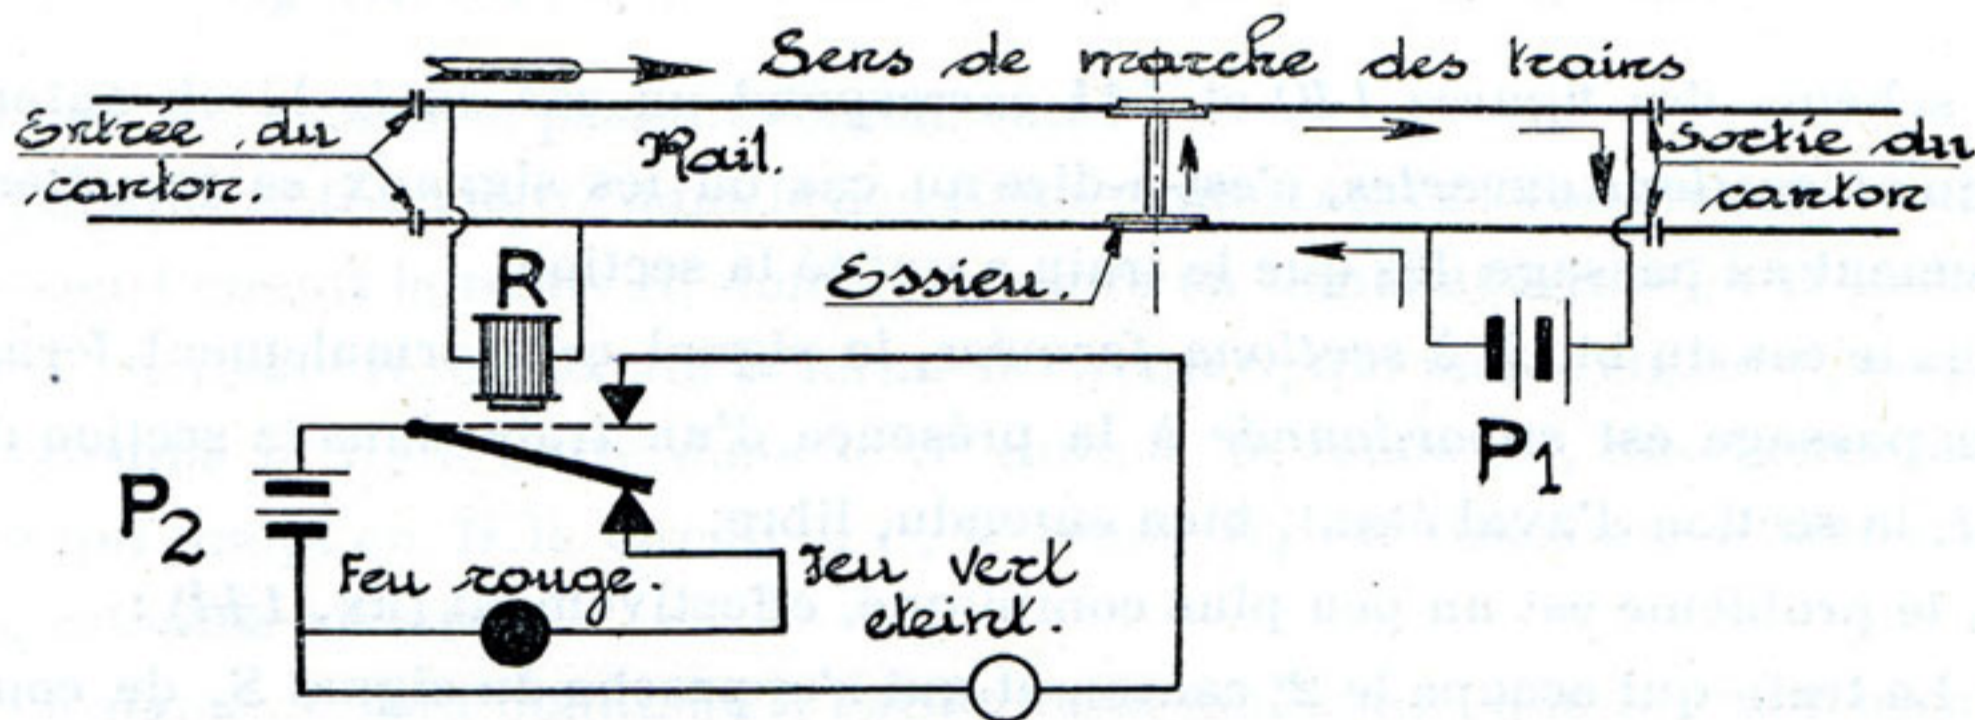 Sens de marche des trains
Entrée du
canton.
Rail.
Sortie du
canton
R
Essieu.
P1
P2
Feu rouge.
Feu vert
eteint.